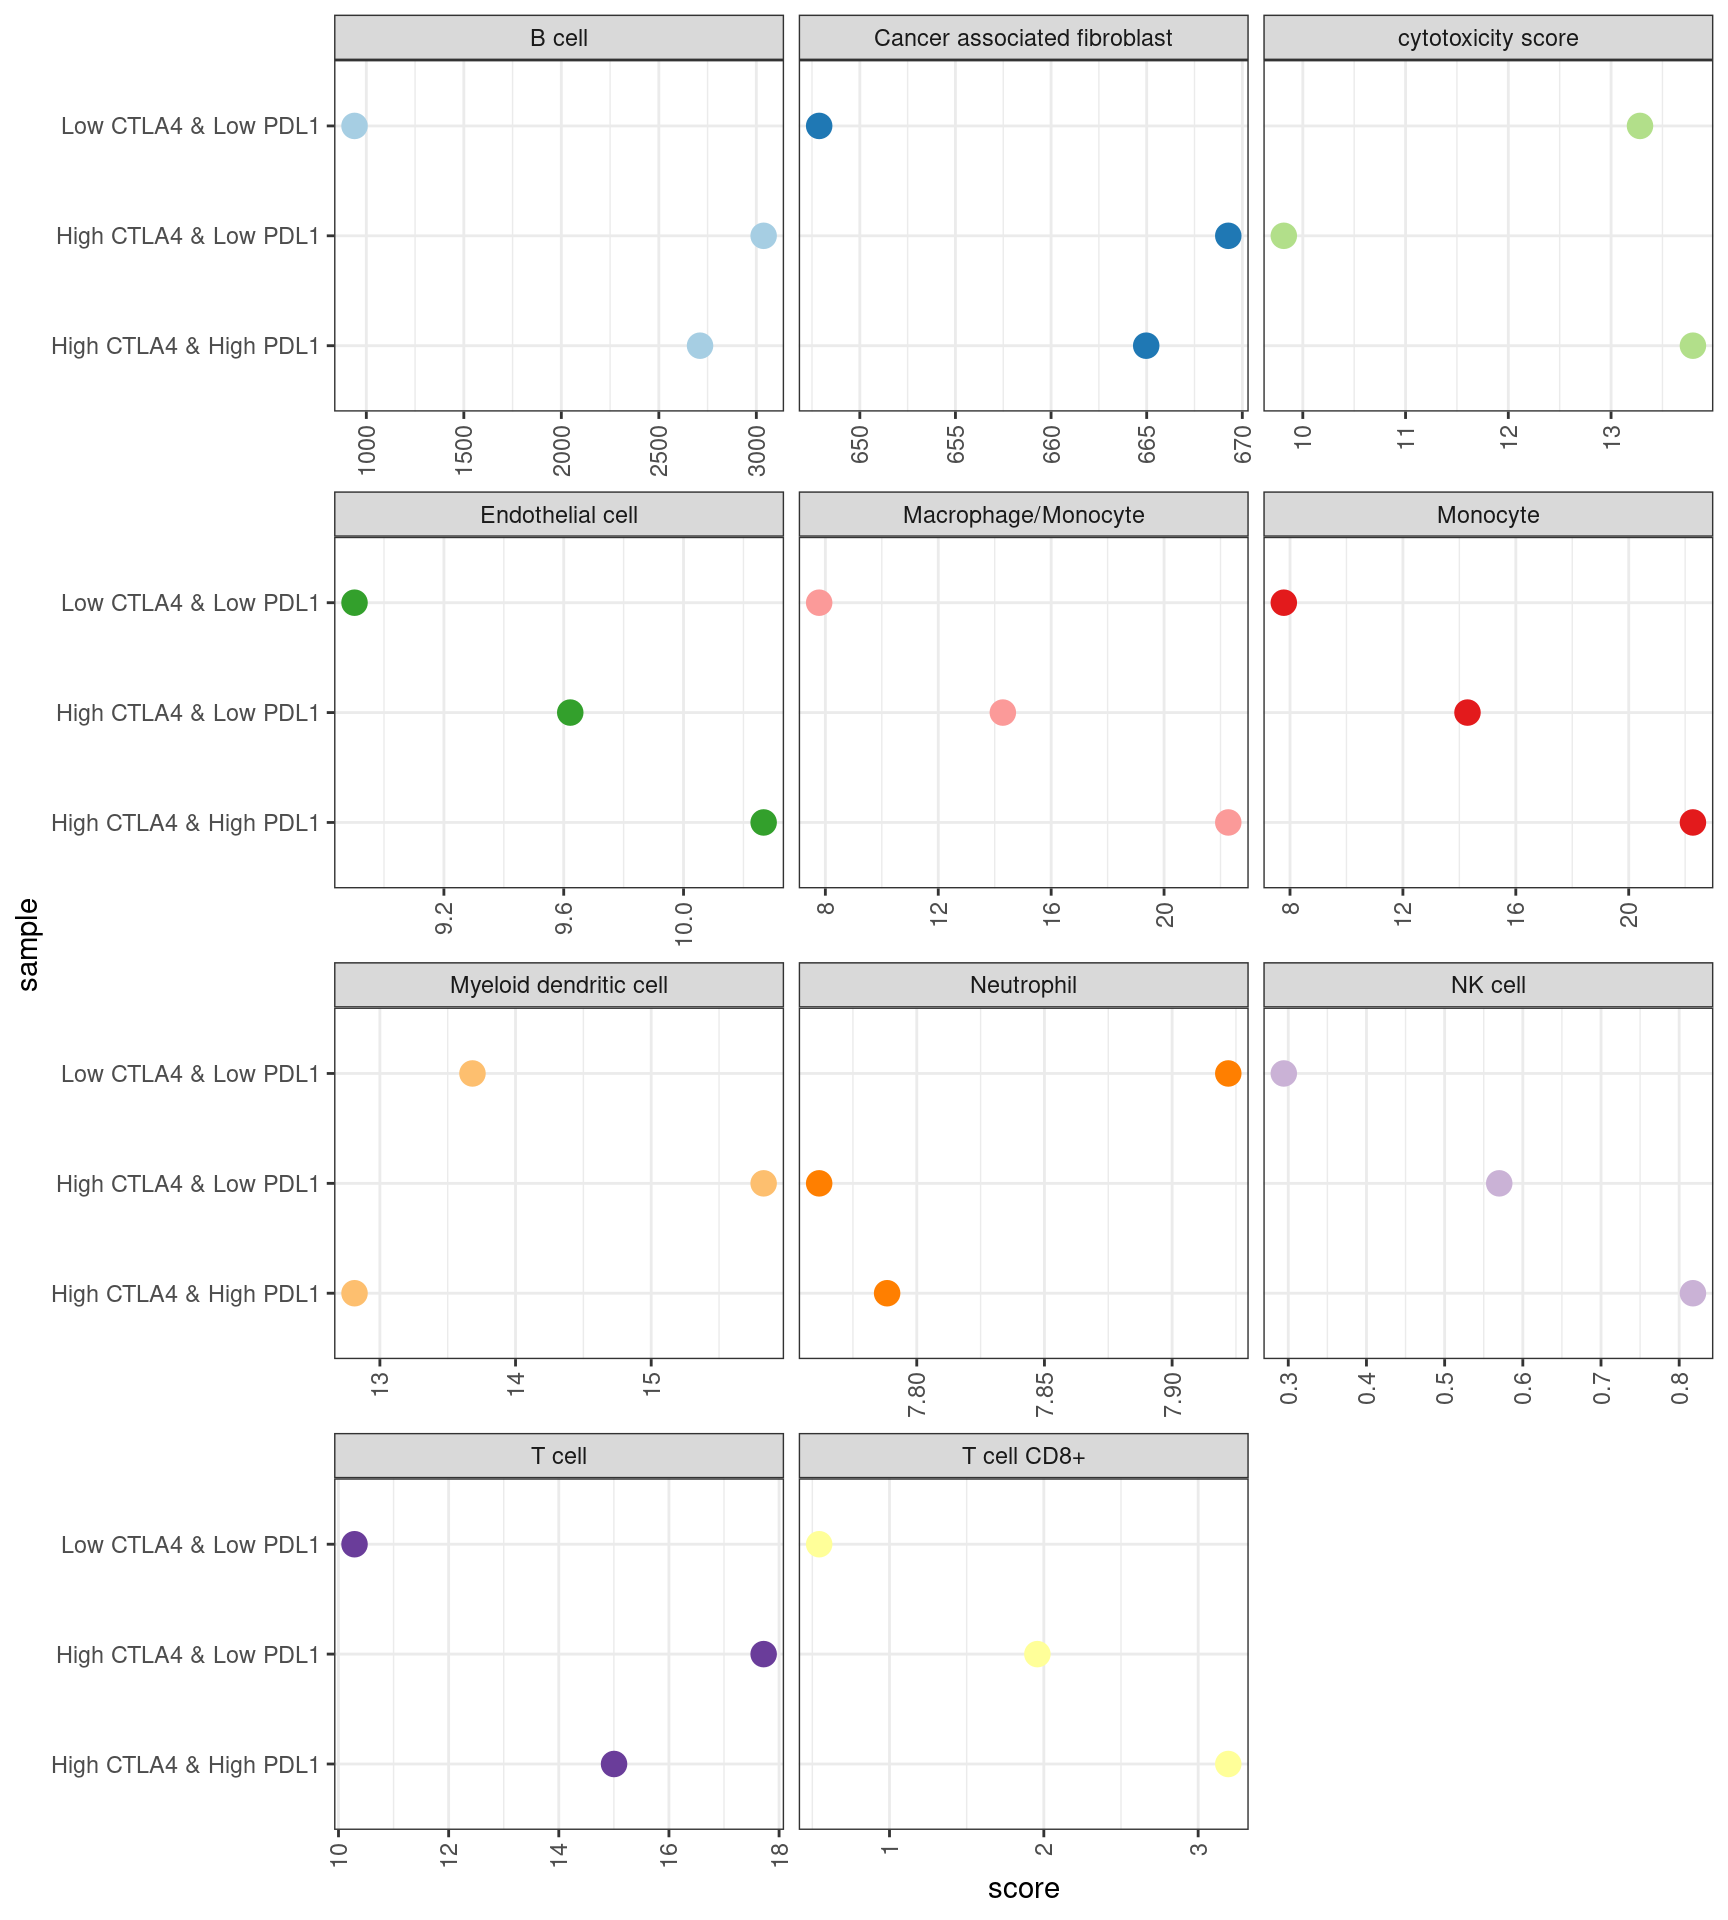 B cell
Cancer associated fibroblast
cytotoxicity score
Low CTLA4 & Low PDL1
High CTLA4 & Low PDL1
High CTLA4 & High PDL1
1000 1500 2000 2500 3000
650 655 660 665 670
10 11 12 13
Endothelial cell
Macrophage/Monocyte
Monocyte
Low CTLA4 & Low PDL1
High CTLA4 & Low PDL1
High CTLA4 & High PDL1
9.2 9.6 10.0
8 12 16 20
8 12 16 20
sample
Myeloid dendritic cell
Neutrophil
NK cell
Low CTLA4 & Low PDL1
High CTLA4 & Low PDL1
High CTLA4 & High PDL1
13 14 15
7.80 7.85 7.90
0.3 0.4 0.5 0.6 0.7 0.8
T cell
T cell CD8+
Low CTLA4 & Low PDL1
High CTLA4 & Low PDL1
High CTLA4 & High PDL1
10 12 14 16 18
1 2 3
score